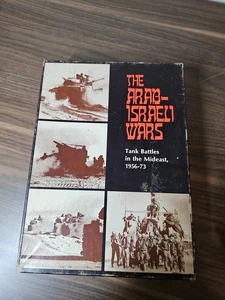 THE
ARAB-
ISRAELI
WARS
Tank Battles
in the Mideast,
1956-73